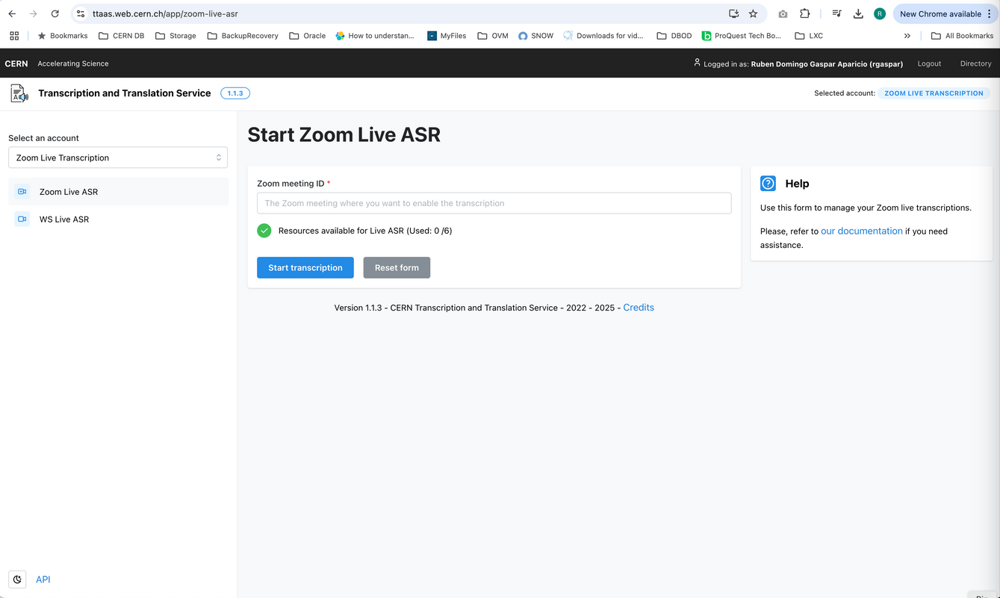 ttaas.web.cern.ch/app/zoom-live-asr
R
New Chrome available
Bookmarks CERN DB Storage BackupRecovery Oracle How to understan... MyFiles OVM SNOW Downloads for vid... DBOD ProQuest Tech Bo... LXC » All Bookmarks
CERN Accelerating Science
Logged in as: Ruben Domingo Gaspar Aparicio (rgaspar) Logout Directory
Transcription and Translation Service 1.1.3
Selected account: ZOOM LIVE TRANSCRIPTION
Select an account
Zoom Live Transcription
Zoom Live ASR
WS Live ASR
Start Zoom Live ASR
Zoom meeting ID *
The Zoom meeting where you want to enable the transcription
Resources available for Live ASR (Used: 0 /6)
Start transcription Reset form
Help
Use this form to manage your Zoom live transcriptions.
Please, refer to our documentation if you need
assistance.
Version 1.1.3 - CERN Transcription and Translation Service - 2022 - 2025 - Credits
API